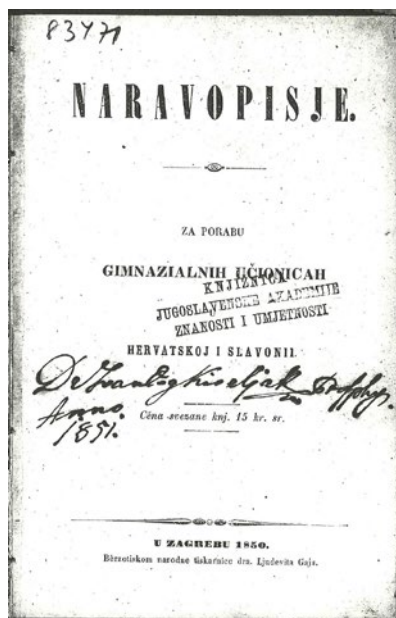 83471
NARAVOPISJE.
ZA PORABU
GIMNAZIALNIH UČIONICAH
KNJIŽNICA
JUGOSLAVENSKE AKADEMIJE
ZNANOSTI I UMJETNOSTI
HERVATSKOJ I SLAVONII.
Anno.
1851.
Cěna svezane knj. 15 kr. sr.
U ZAGREBU 1850.
Bèrzotiskom narodne tiskarnice dra. Ljudevita Gaja.